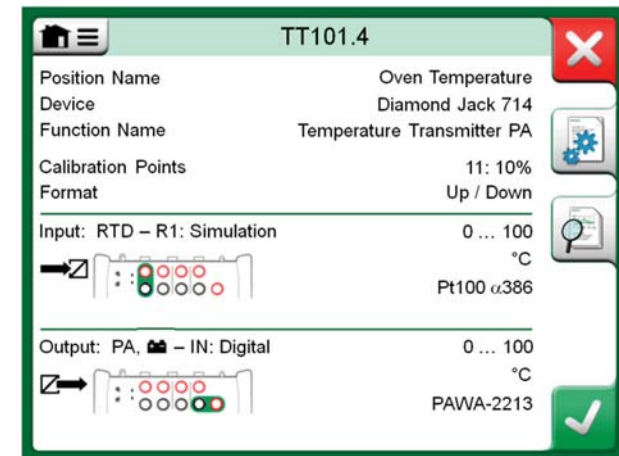 TT101.4
Position Name Oven Temperature
Device Diamond Jack 714
Function Name Temperature Transmitter PA
Calibration Points 11: 10%
Format Up / Down
Input: RTD – R1: Simulation 0 ... 100
°C
Pt100 α386
Output: PA, – IN: Digital 0 ... 100
°C
PAWA-2213